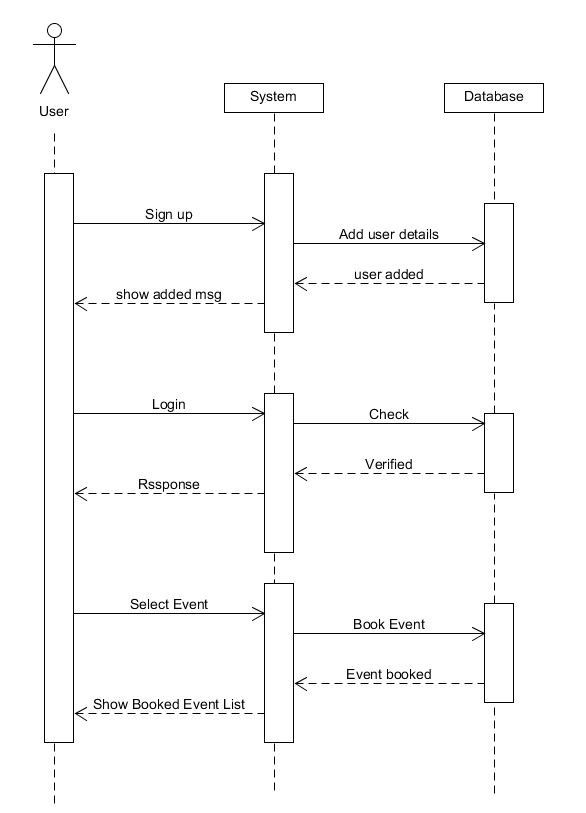 User
System
Database
Sign up
Add user details
user added
show added msg
Login
Check
Verified
Rssponse
Select Event
Book Event
Event booked
Show Booked Event List